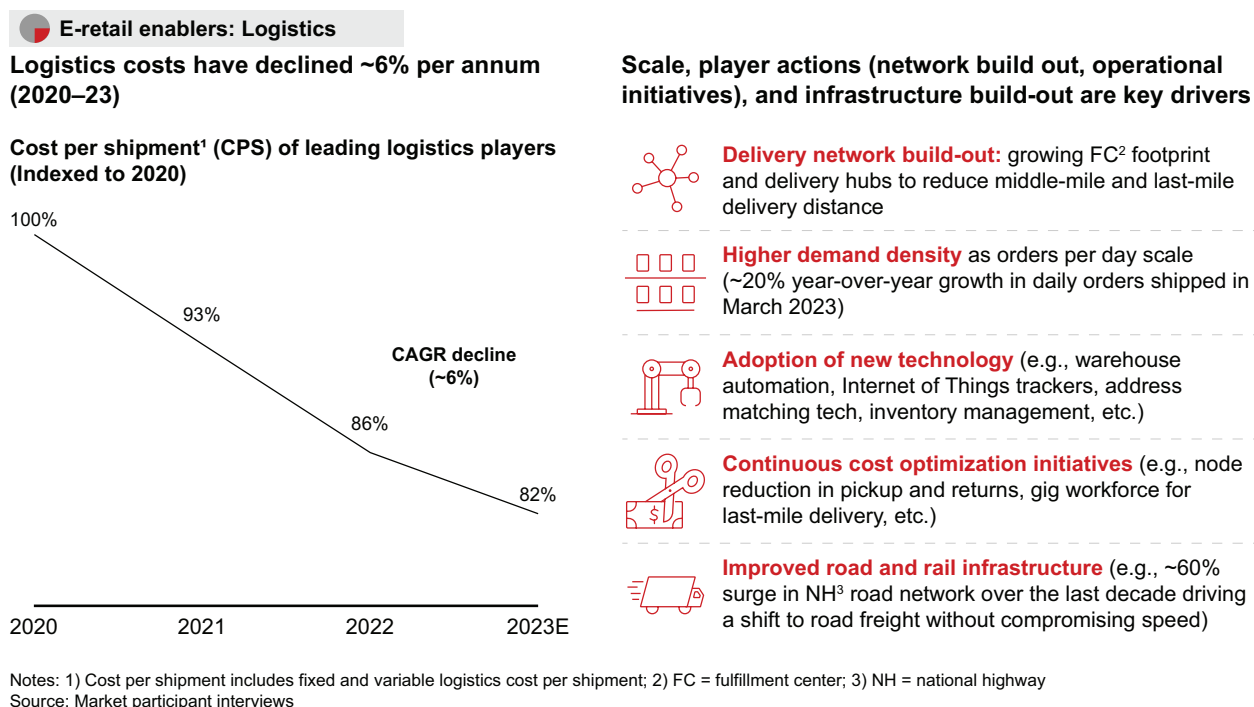 E-retail enablers: Logistics
Logistics costs have declined ~6% per annum
(2020–23)
Cost per shipment¹ (CPS) of leading logistics players
(Indexed to 2020)
100%
93%
86%
82%
CAGR decline
(~6%)
2020
2021
2022
2023E
Scale, player actions (network build out, operational
initiatives), and infrastructure build-out are key drivers
Delivery network build-out: growing FC² footprint
and delivery hubs to reduce middle-mile and last-mile
delivery distance
Higher demand density as orders per day scale
(~20% year-over-year growth in daily orders shipped in
March 2023)
Adoption of new technology (e.g., warehouse
automation, Internet of Things trackers, address
matching tech, inventory management, etc.)
$
Continuous cost optimization initiatives (e.g., node
reduction in pickup and returns, gig workforce for
last-mile delivery, etc.)
Improved road and rail infrastructure (e.g., ~60%
surge in NH³ road network over the last decade driving
a shift to road freight without compromising speed)
Notes: 1) Cost per shipment includes fixed and variable logistics cost per shipment; 2) FC = fulfillment center; 3) NH = national highway
Source: Market participant interviews